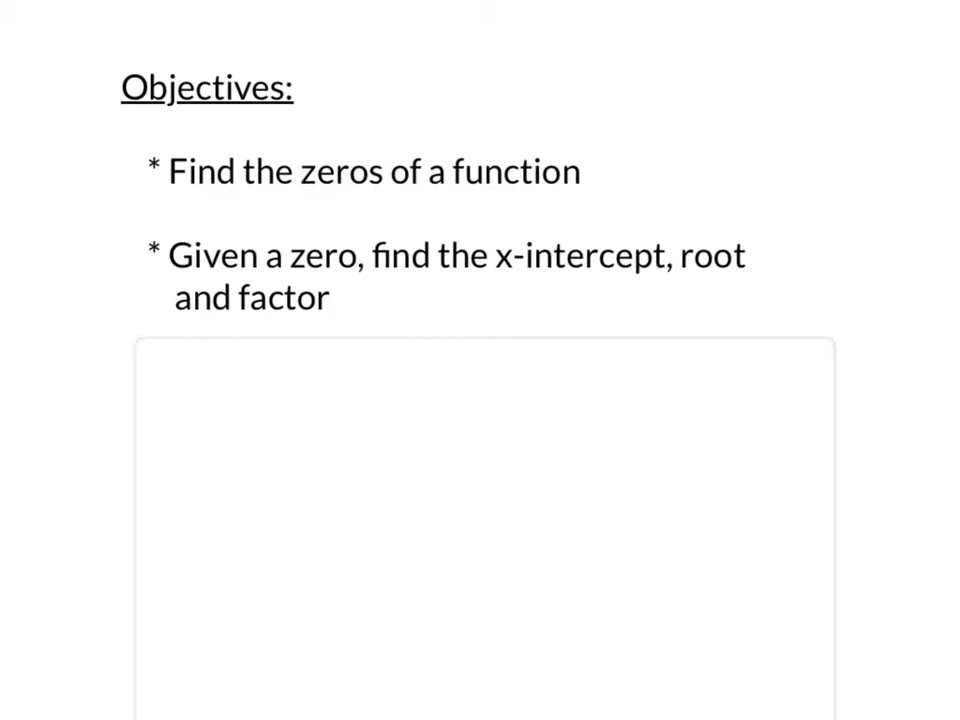 Objectives:
* Find the zeros of a function
* Given a zero, find the x-intercept, root
and factor